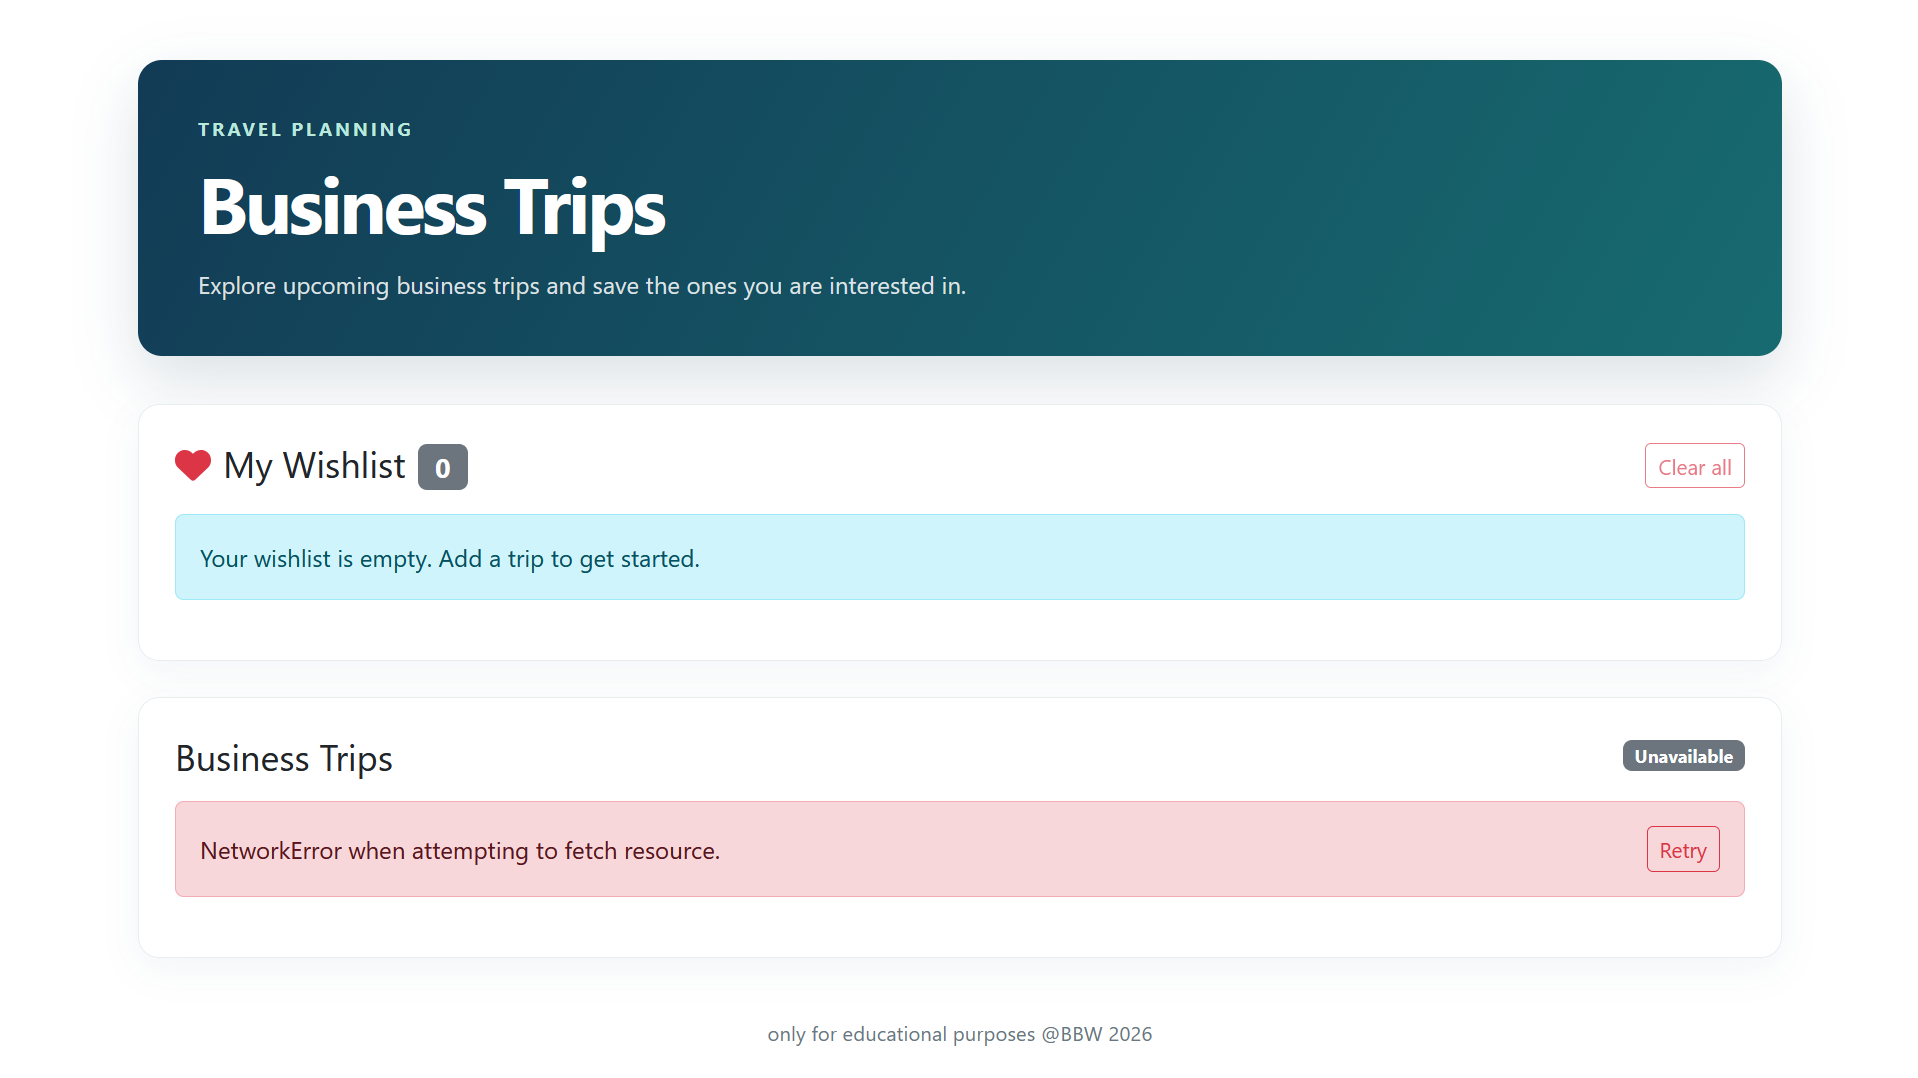 TRAVEL PLANNING
Business Trips
Explore upcoming business trips and save the ones you are interested in.
My Wishlist 0
Clear all
Your wishlist is empty. Add a trip to get started.
Business Trips
Unavailable
NetworkError when attempting to fetch resource.
Retry
only for educational purposes @BBW 2026